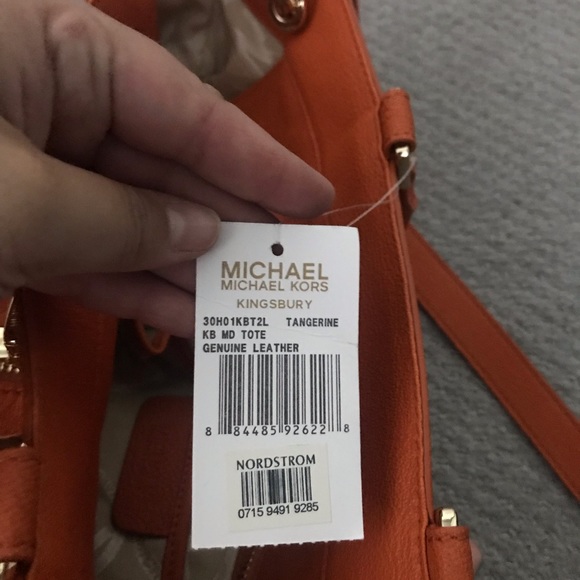 MICHAEL
MICHAEL KORS
KINGSBURY
30H01KBT2L TANGERINE
KB MD TOTE
GENUINE LEATHER
8 84485 92622 8
NORDSTROM
0715 9491 9285